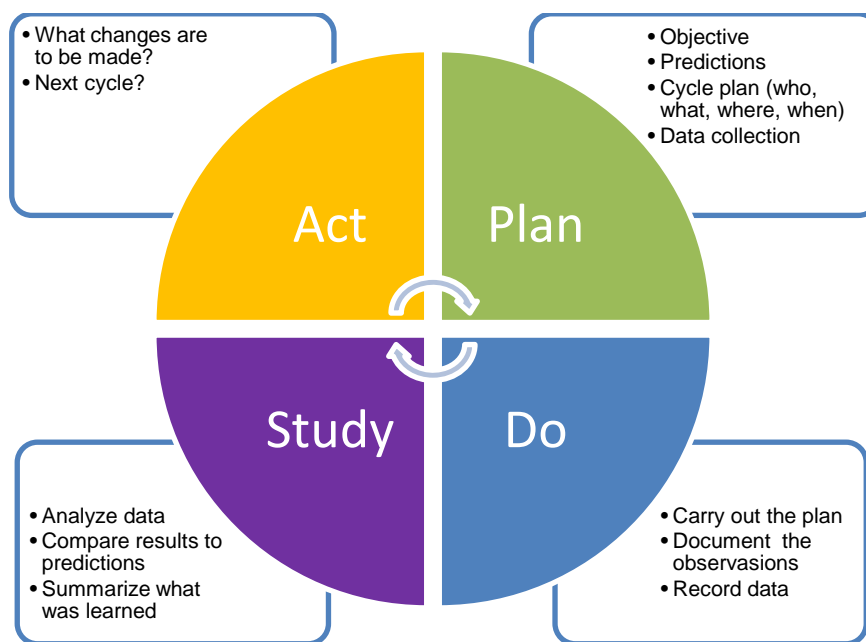 • What changes are
to be made?
• Next cycle?
• Objective
• Predictions
• Cycle plan (who,
what, where, when)
• Data collection
Act
Plan
Study
Do
• Analyze data
• Compare results to
predictions
• Summarize what
was learned
• Carry out the plan
• Document  the
observasions
• Record data